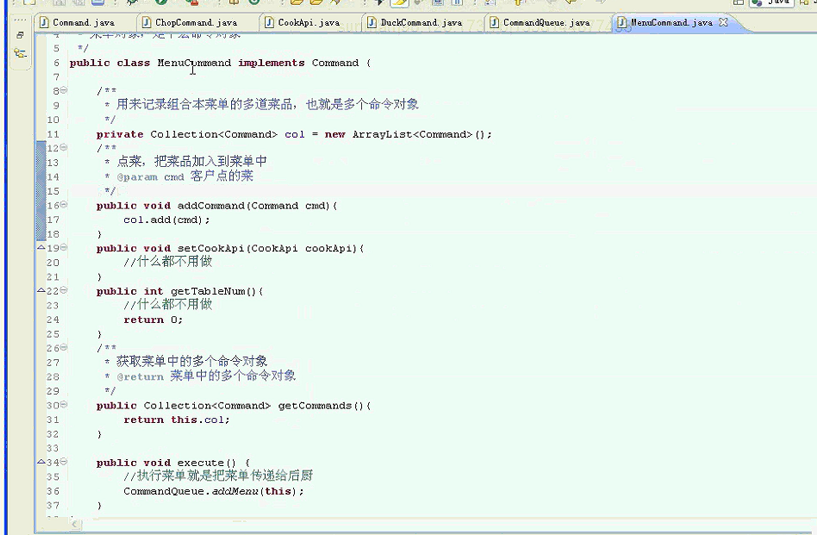 Command.java ChopCommand.java CookApi.java DuckCommand.java CommandQueue.java MenuCommand.java
5 */
6 public class MenuCommand implements Command {
7
8 /**
9 * 用来记录组合本菜单的多道菜品，也就是多个命令对象
10 */
11 private Collection<Command> col = new ArrayList<Command>();
12 /**
13 * 点菜，把菜品加入到菜单中
14 * @param cmd 客户点的菜
15 */
16 public void addCommand(Command cmd){
17 col.add(cmd);
18 }
19 public void setCookApi(CookApi cookApi){
20 //什么都不用做
21 }
22 public int getTableNum(){
23 //什么都不用做
24 return 0;
25 }
26 /**
27 * 获取菜单中的多个命令对象
28 * @return 菜单中的多个命令对象
29 */
30 public Collection<Command> getCommands(){
31 return this.col;
32 }
33
34 public void execute() {
35 //执行菜单就是把菜单传递给后厨
36 CommandQueue.addMenu(this);
37 }